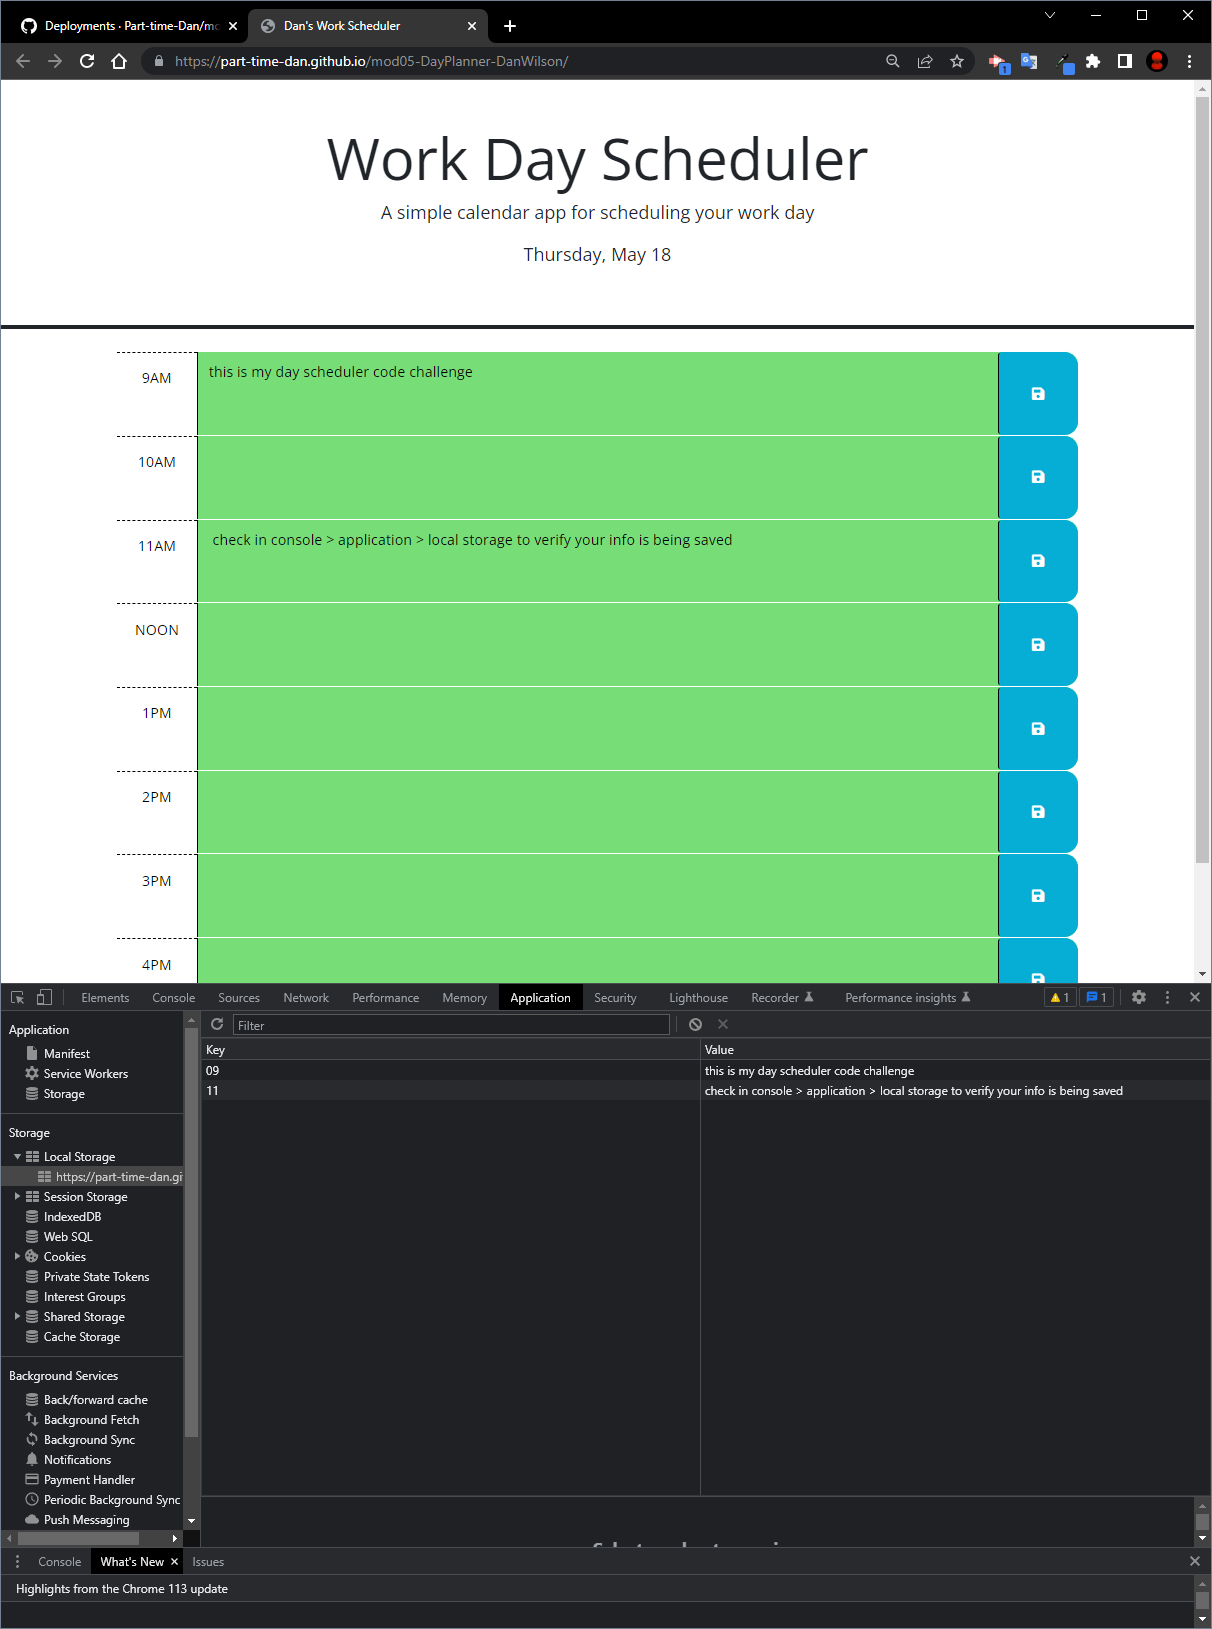 Deployments · Part-time-Dan/mo
Dan's Work Scheduler
https://part-time-dan.github.io/mod05-DayPlanner-DanWilson/
1
Work Day Scheduler
A simple calendar app for scheduling your work day
Thursday, May 18
9AM this is my day scheduler code challenge
10AM
11AM check in console > application > local storage to verify your info is being saved
NOON
1PM
2PM
3PM
4PM
Elements Console Sources Network Performance Memory Application Security Lighthouse Recorder Performance insights 1 1
Application
Manifest
Service Workers
Storage
Storage
Local Storage
https://part-time-dan.gi
Session Storage
IndexedDB
Web SQL
Cookies
Private State Tokens
Interest Groups
Shared Storage
Cache Storage
Background Services
Back/forward cache
Background Fetch
Background Sync
Notifications
Payment Handler
Periodic Background Sync
Push Messaging
Filter
Key Value
09 this is my day scheduler code challenge
11 check in console > application > local storage to verify your info is being saved
Console What's New Issues
Highlights from the Chrome 113 update